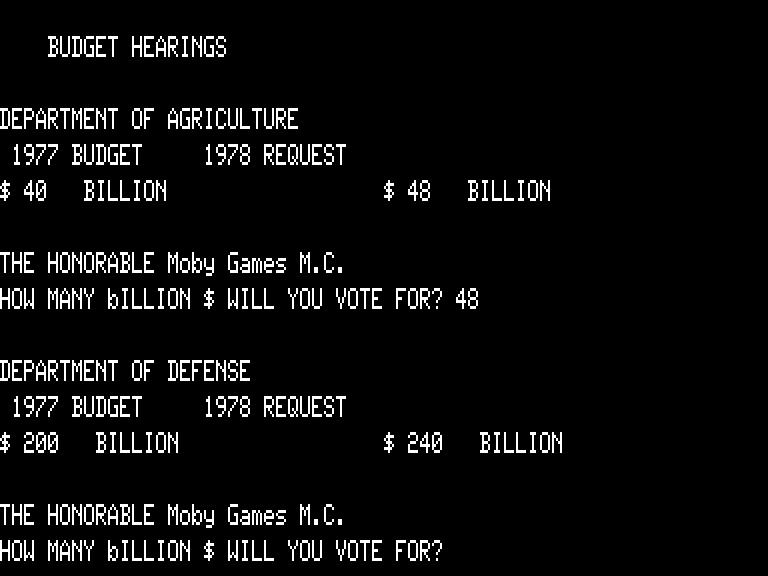 BUDGET HEARINGS
DEPARTMENT OF AGRICULTURE
1977 BUDGET 1978 REQUEST
$ 40 BILLION $ 48 BILLION
THE HONORABLE Moby Games M.C.
HOW MANY bILLION $ WILL YOU VOTE FOR? 48
DEPARTMENT OF DEFENSE
1977 BUDGET 1978 REQUEST
$ 200 BILLION $ 240 BILLION
THE HONORABLE Moby Games M.C.
HOW MANY bILLION $ WILL YOU VOTE FOR?